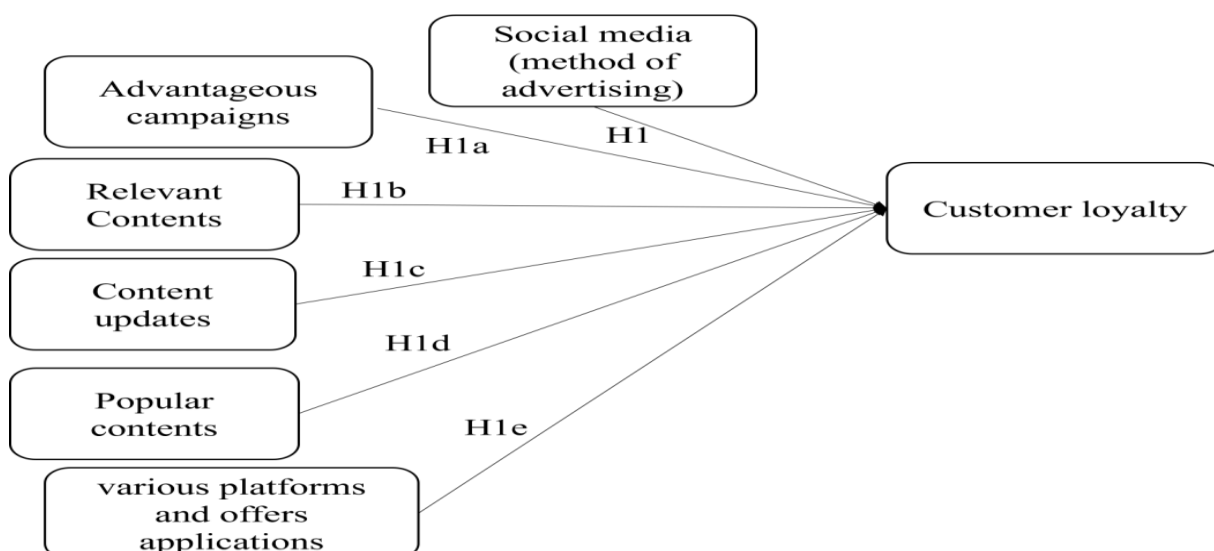 Social media
(method of
advertising)
Advantageous
campaigns
H1
H1a
Relevant
Contents
H1b
Customer loyalty
Content
updates
H1c
H1d
Popular
contents
H1e
various platforms
and offers
applications